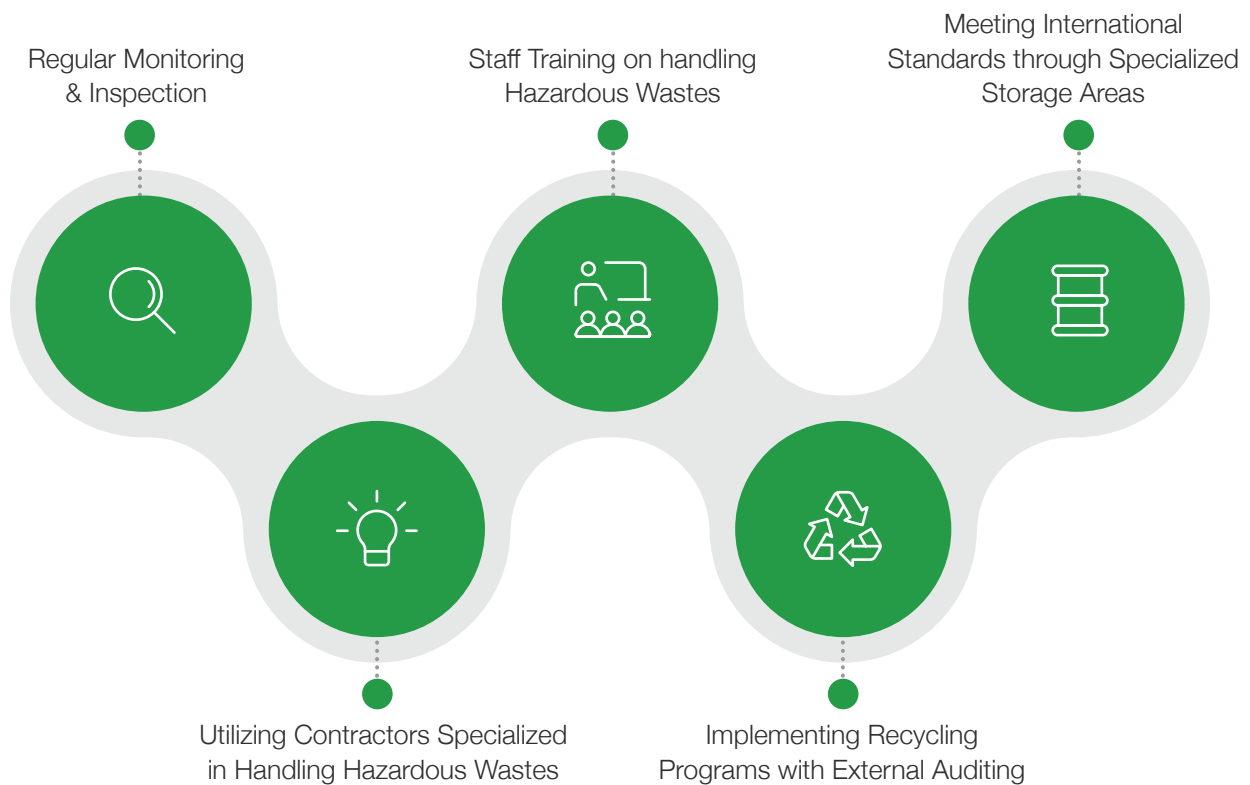 Regular Monitoring
& Inspection
Staff Training on handling
Hazardous Wastes
Meeting International
Standards through Specialized
Storage Areas
Utilizing Contractors Specialized
in Handling Hazardous Wastes
Implementing Recycling
Programs with External Auditing